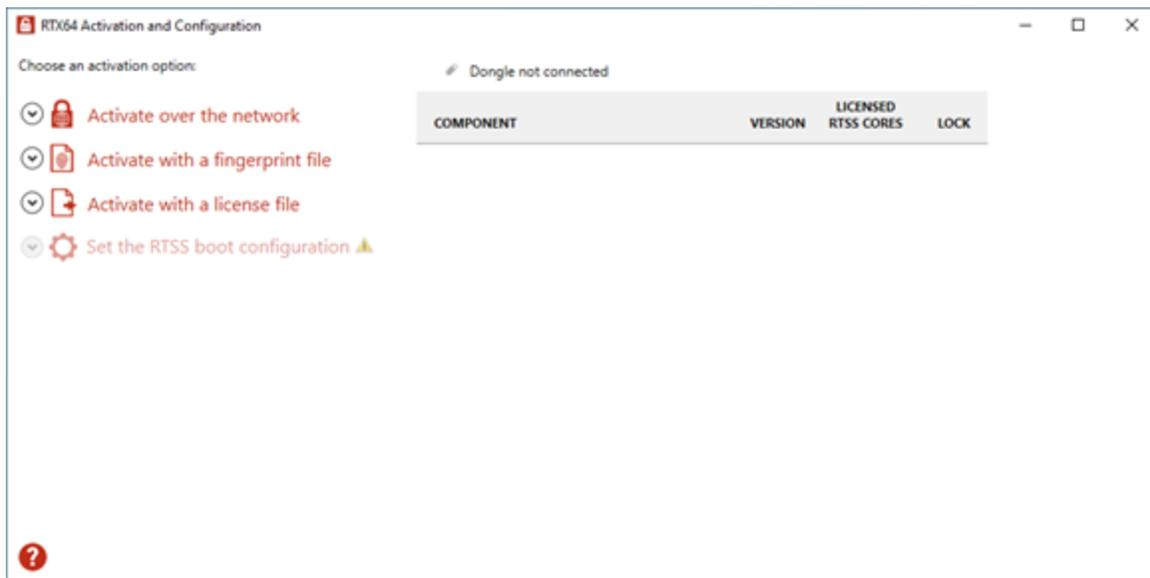 RTX64 Activation and Configuration
Choose an activation option:
Activate over the network
Activate with a fingerprint file
Activate with a license file
Set the RTSS boot configuration
Dongle not connected
COMPONENT VERSION LICENSED RTSS CORES LOCK
?